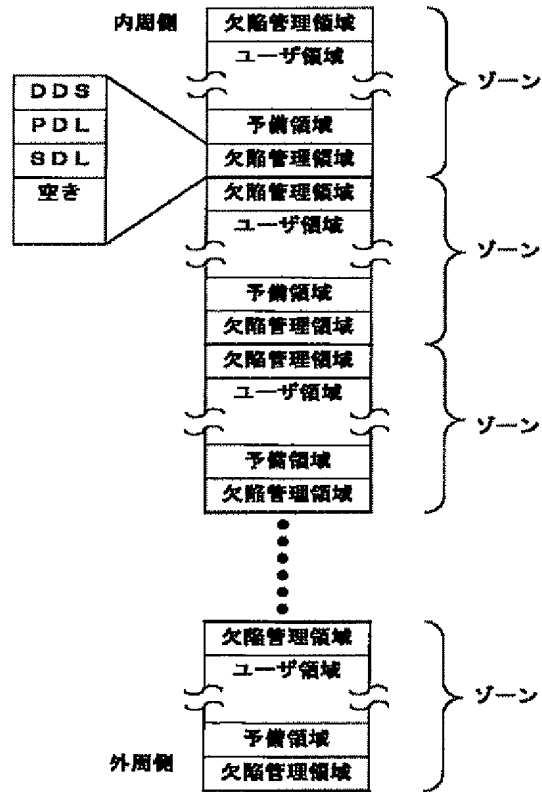 内周側
欠陥管理領域
ユーザ領域
ゾーン
DDS
PDL
SDL
空き
予備領域
欠陥管理領域
欠陥管理領域
ユーザ領域
ゾーン
予備領域
欠陥管理領域
欠陥管理領域
ユーザ領域
ゾーン
予備領域
欠陥管理領域
欠陥管理領域
ユーザ領域
ゾーン
予備領域
外周側
欠陥管理領域